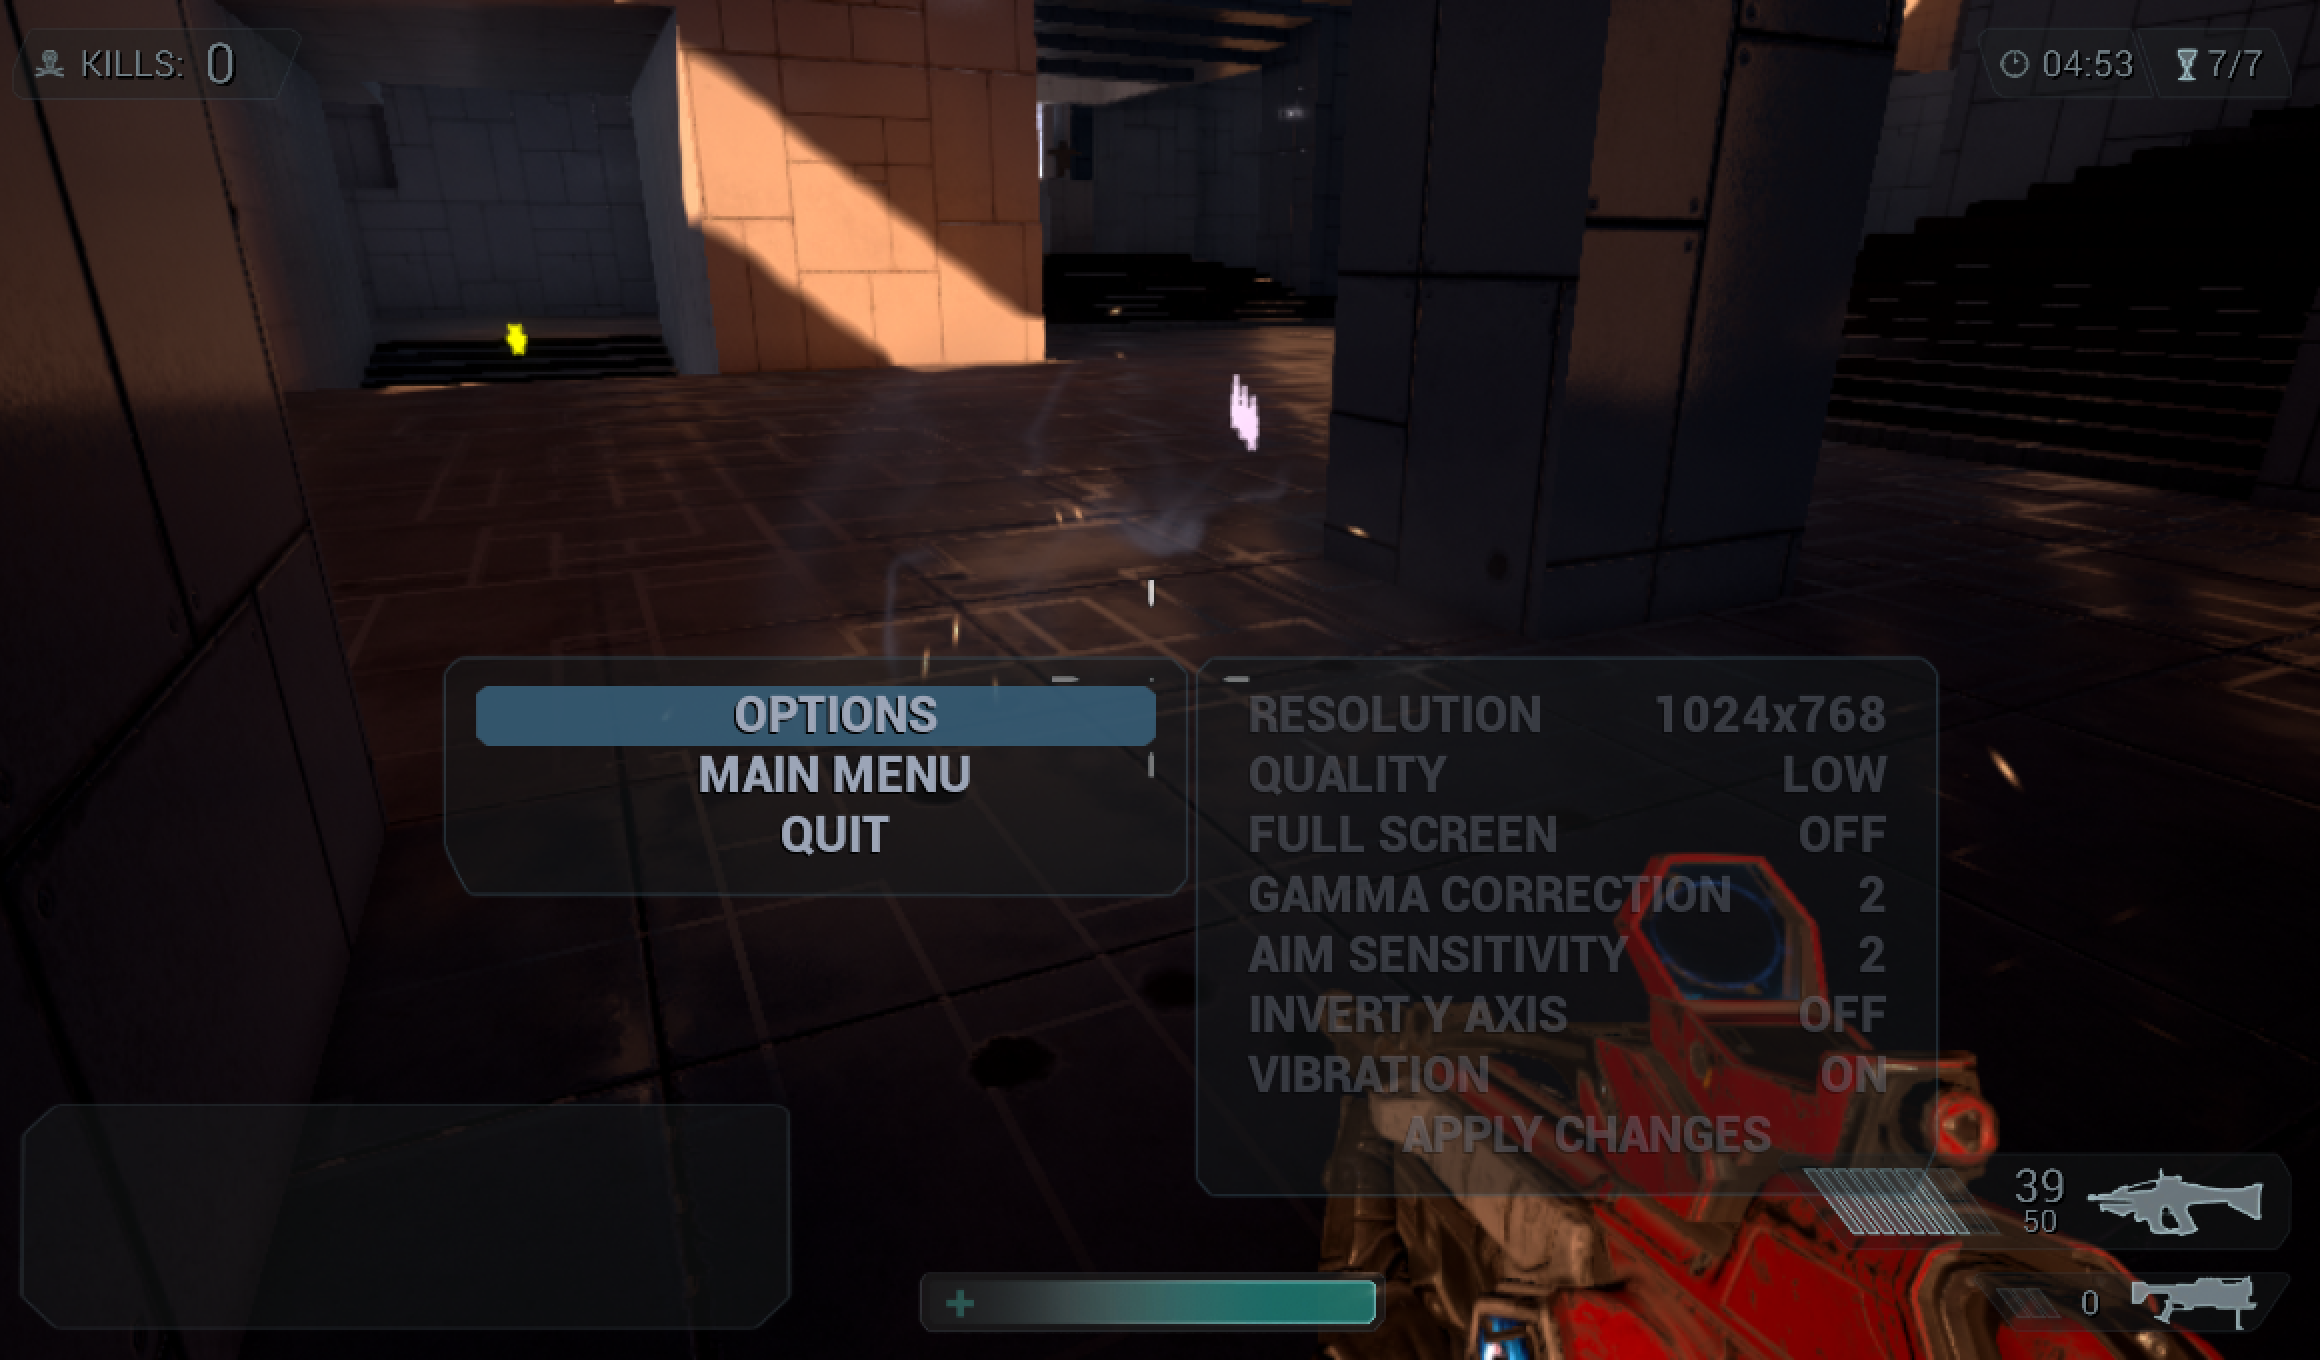 KILLS: 0
04:53 7/7
OPTIONS
MAIN MENU
QUIT
RESOLUTION 1024x768
QUALITY LOW
FULL SCREEN OFF
GAMMA CORRECTION 2
AIM SENSITIVITY 2
INVERT Y AXIS OFF
VIBRATION ON
APPLY CHANGES
39
50
0